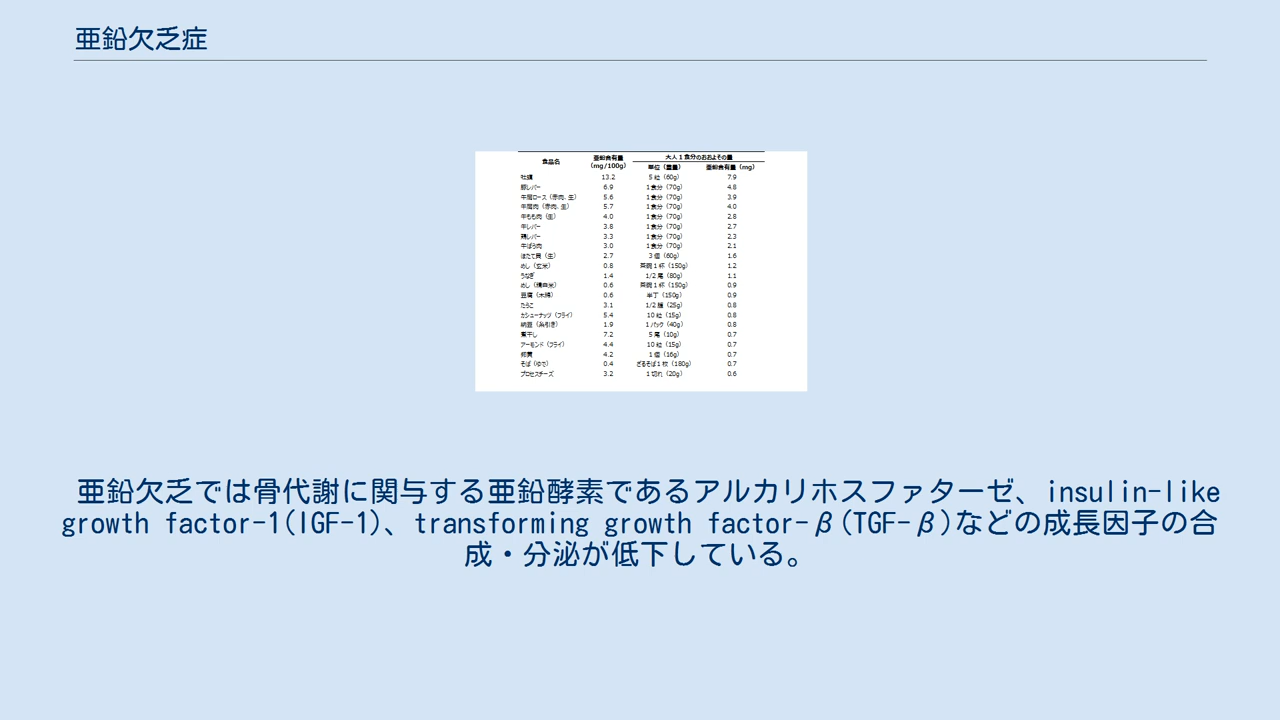 亜鉛欠乏症
食品名 亜鉛含有量 (mg/100g) 大人1食分のおおよその量
単位（重量） 亜鉛含有量（mg）
牡蠣 13.2 5粒（60g） 7.9
豚レバー 6.9 1食分（70g） 4.8
牛肩ロース（赤肉、生） 5.6 1食分（70g） 3.9
牛肩肉（赤肉、生） 5.7 1食分（70g） 4.0
牛もも肉（生） 4.0 1食分（70g） 2.8
牛レバー 3.8 1食分（70g） 2.7
鶏レバー 3.3 1食分（70g） 2.3
牛ばら肉 3.0 1食分（70g） 2.1
ほたて貝（生） 2.7 3個（60g） 1.6
めし（玄米） 0.8 茶碗1杯（150g） 1.2
うなぎ 1.4 1/2尾（80g） 1.1
めし（精白米） 0.6 茶碗1杯（150g） 0.9
豆腐（木綿） 0.6 半丁（150g） 0.9
たらこ 3.1 1/2腹（25g） 0.8
カシューナッツ（フライ） 5.4 10粒（15g） 0.8
納豆（糸引き） 1.9 1パック（40g） 0.8
煮干し 7.2 5尾（10g） 0.7
アーモンド（フライ） 4.4 10粒（15g） 0.7
卵黄 4.2 1個（16g） 0.7
そば（ゆで） 0.4 ざるそば1枚（180g） 0.7
プロセスチーズ 3.2 1切れ（20g） 0.6
亜鉛欠乏では骨代謝に関与する亜鉛酵素であるアルカリホスファターゼ、insulin-like
growth factor-1(IGF-1)、transforming growth factor-β(TGF-β)などの成長因子の合
成・分泌が低下している。